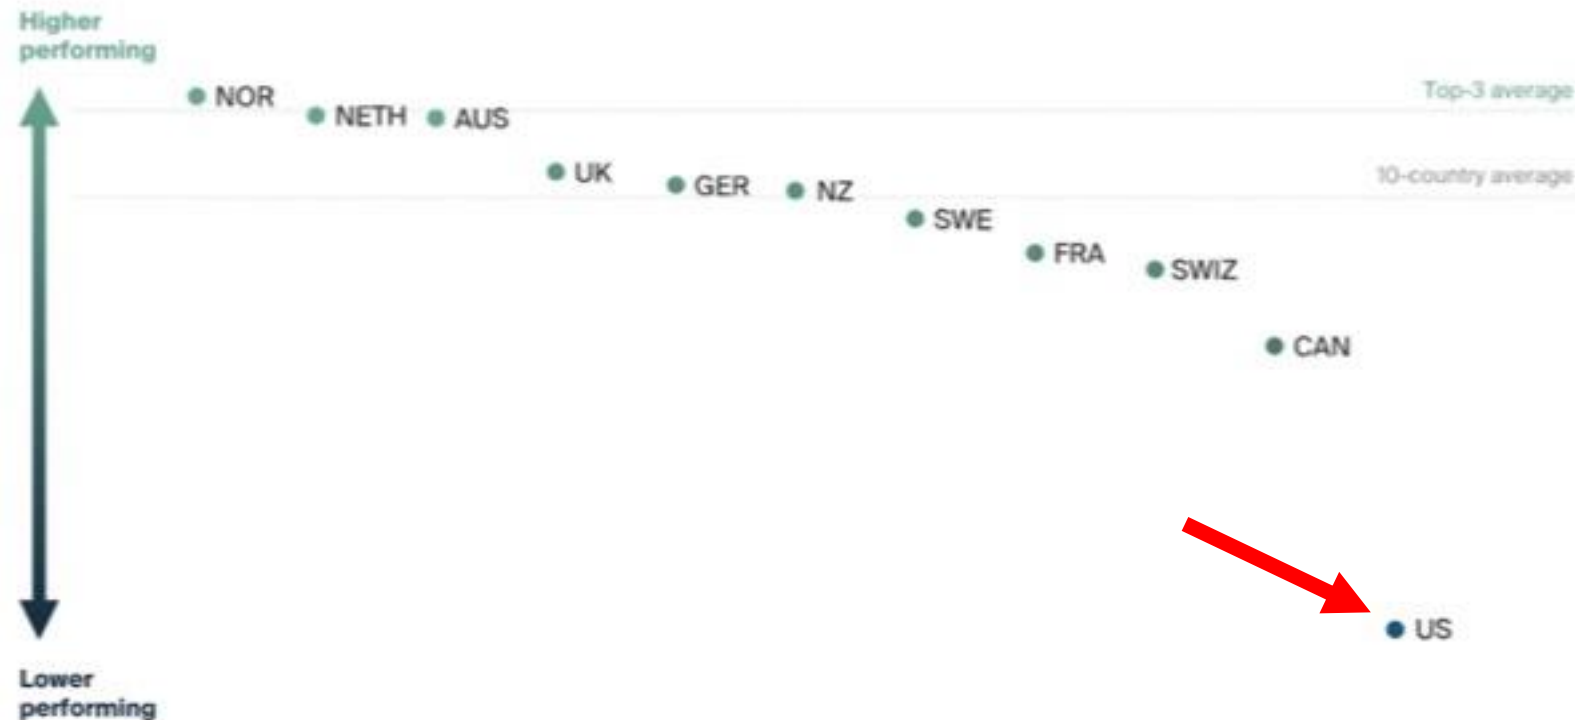 Higher
performing
NOR
NETH
AUS
Top-3 average
UK
GER
NZ
10-country average
SWE
FRA
SWIZ
CAN
US
Lower
performing